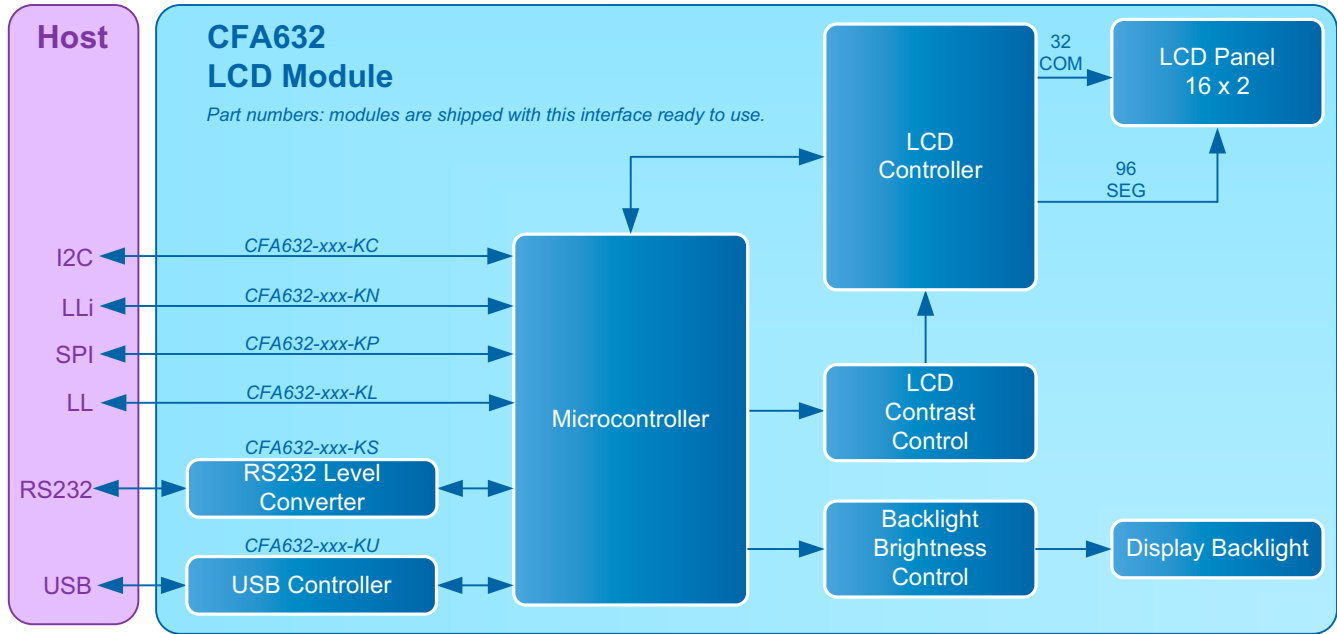 Host
CFA632
LCD Module
Part numbers: modules are shipped with this interface ready to use.
I2C
CFA632-xxx-KC
LLi
CFA632-xxx-KN
SPI
CFA632-xxx-KP
LL
CFA632-xxx-KL
RS232
CFA632-xxx-KS
RS232 Level
Converter
USB
CFA632-xxx-KU
USB Controller
Microcontroller
LCD
Controller
32
COM
96
SEG
LCD Panel
16 x 2
LCD
Contrast
Control
Backlight
Brightness
Control
Display Backlight